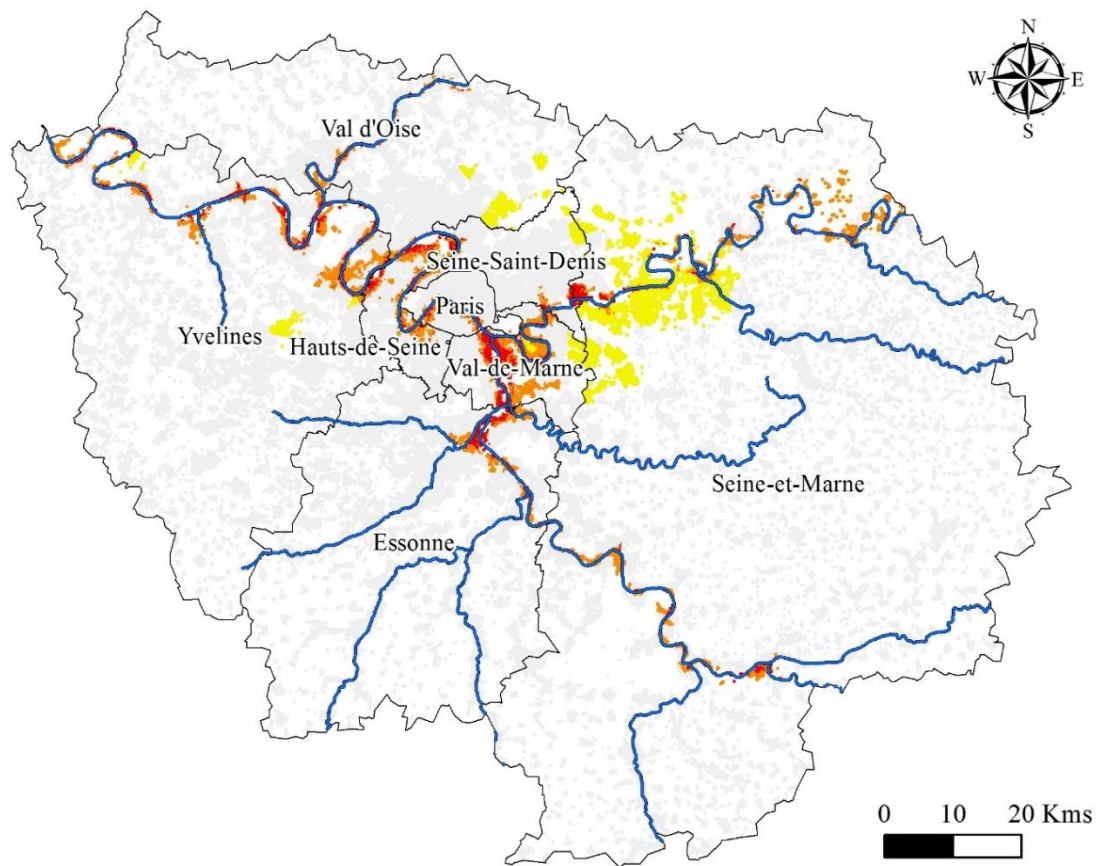 N
W E
S
Val d'Oise
Seine-Saint-Denis
Paris
Yvelines
Hauts-de-Seine
Val-de-Marne
Seine-et-Marne
Essonne
0 10 20 Kms